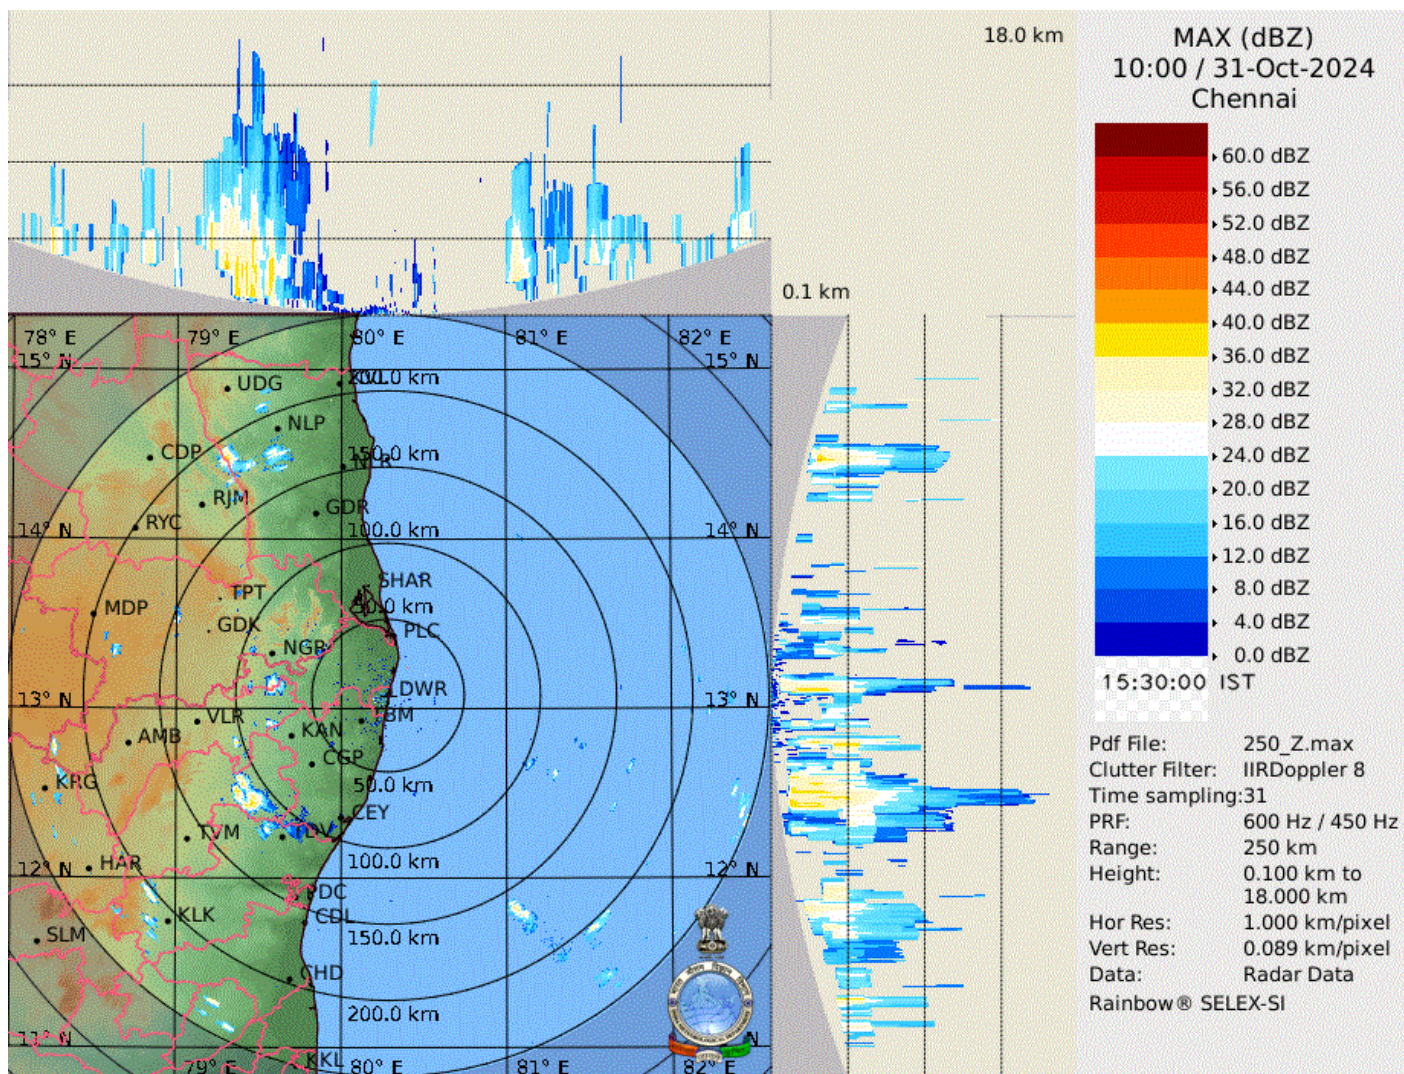 18.0 km
MAX (dBZ)
10:00 / 31-Oct-2024
Chennai
60.0 dBZ
56.0 dBZ
52.0 dBZ
48.0 dBZ
44.0 dBZ
40.0 dBZ
36.0 dBZ
32.0 dBZ
28.0 dBZ
24.0 dBZ
20.0 dBZ
16.0 dBZ
12.0 dBZ
8.0 dBZ
4.0 dBZ
0.0 dBZ
15:30:00 IST
Pdf File: 250_Z.max
Clutter Filter: IIRDoppler 8
Time sampling:31
PRF: 600 Hz / 450 Hz
Range: 250 km
Height: 0.100 km to
18.000 km
Hor Res: 1.000 km/pixel
Vert Res: 0.089 km/pixel
Data: Radar Data
Rainbow® SELEX-SI
0.1 km
78° E 79° E 80° E 81° E 82° E
15° N 15° N
UDG 200.0 km
NLP
CDP 150.0 km
RJM GDR
RYC
14° N 100.0 km 14° N
SHAR
TPT 50.0 km
MDP
GDK PLC
NGR
DWR
13° N 13° N
VLR
AMB KAN
CGP
KRG 50.0 km
CEY
TVM
HAR 100.0 km
12° N 12° N
PDC
KLK CDL
SLM 150.0 km
CHD
200.0 km
KKL
79° E 80° E 81° E 82° E